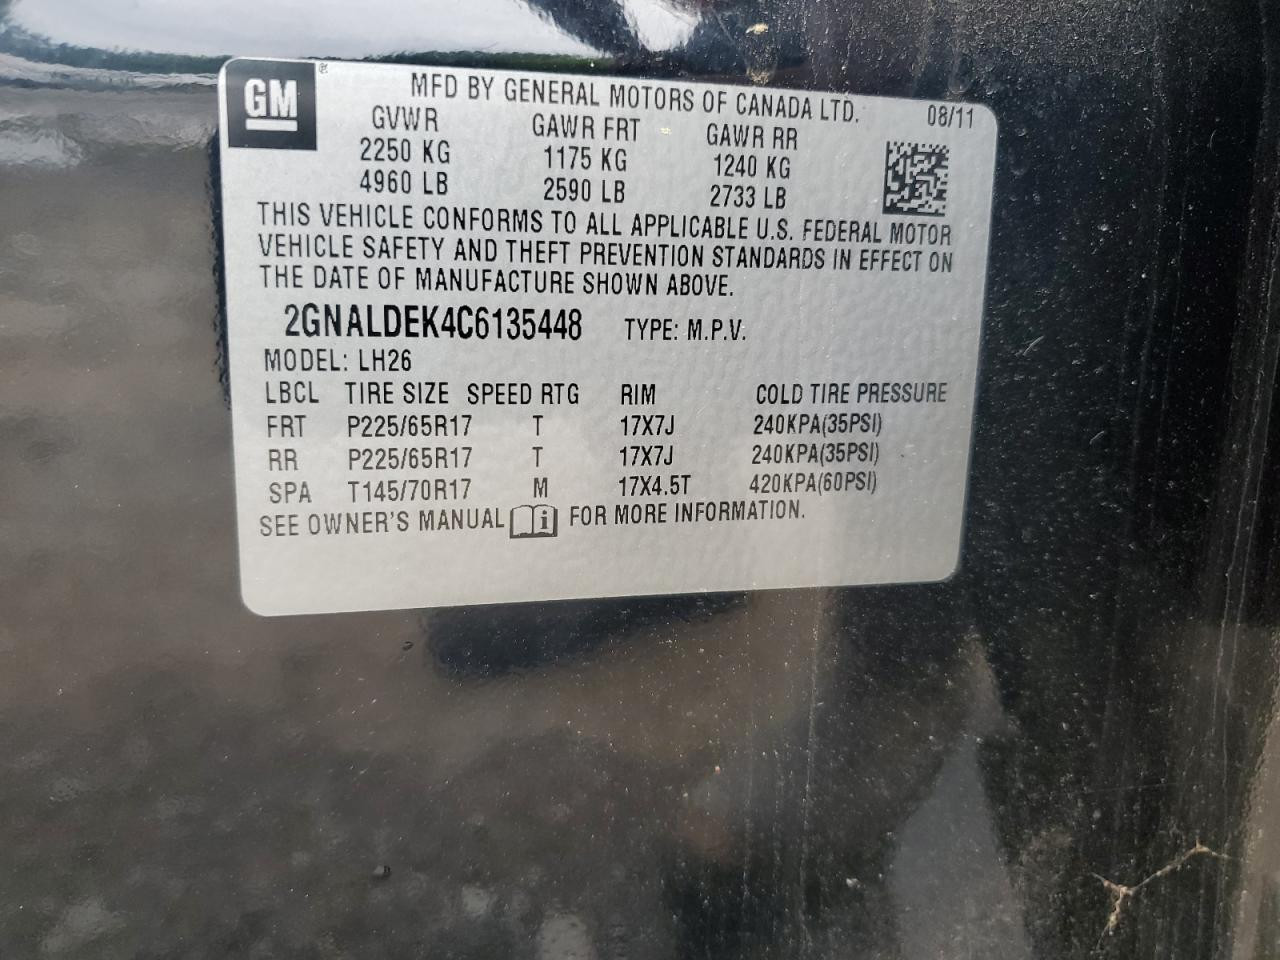 GM®
MFD BY GENERAL MOTORS OF CANADA LTD. 08/11
GVWR GAWR FRT GAWR RR
2250 KG 1175 KG 1240 KG
4960 LB 2590 LB 2733 LB
THIS VEHICLE CONFORMS TO ALL APPLICABLE U.S. FEDERAL MOTOR
VEHICLE SAFETY AND THEFT PREVENTION STANDARDS IN EFFECT ON
THE DATE OF MANUFACTURE SHOWN ABOVE.
2GNALDEK4C6135448 TYPE: M.P.V.
MODEL: LH26
LBCL TIRE SIZE SPEED RTG RIM COLD TIRE PRESSURE
FRT P225/65R17 T 17X7J 240KPA(35PSI)
RR P225/65R17 T 17X7J 240KPA(35PSI)
SPA T145/70R17 M 17X4.5T 420KPA(60PSI)
SEE OWNER'S MANUAL i FOR MORE INFORMATION.